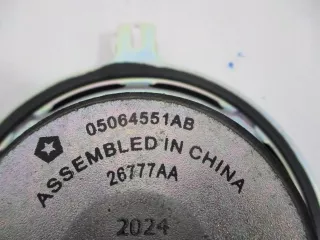 05064551AB
ASSEMBLED IN CHINA
26777AA
2024